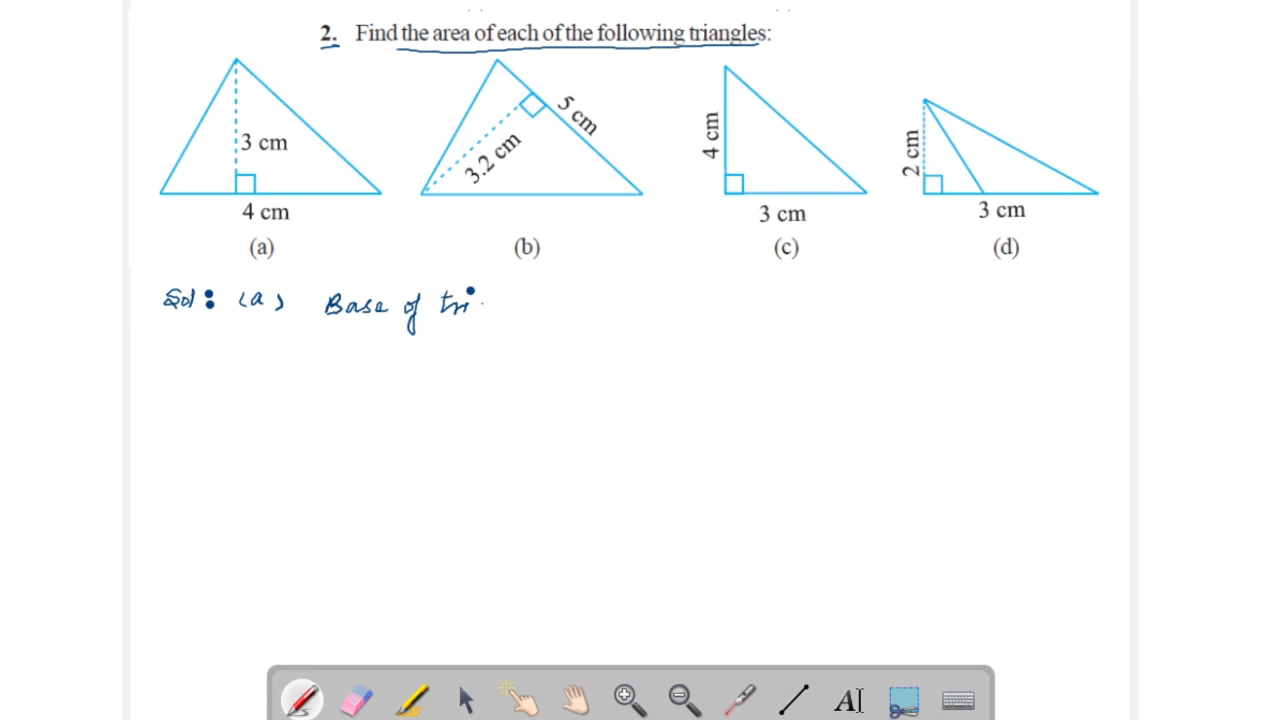 2. Find the area of each of the following triangles:
3 cm
4 cm
(a)
3.2 cm
5 cm
(b)
4 cm
3 cm
(c)
2 cm
3 cm
(d)
Sol: (a) Base of tri
AI